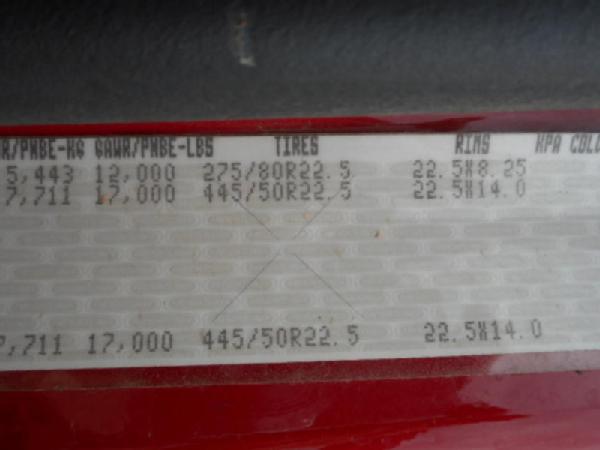 R/PNBE-KG GAWR/PNBE-LBS TIRES RIMS KPA COLD
5,443 12,000 275/80R22.5 22.5X8.25
7,711 17,000 445/50R22.5 22.5X14.0
7,711 17,000 445/50R22.5 22.5X14.0